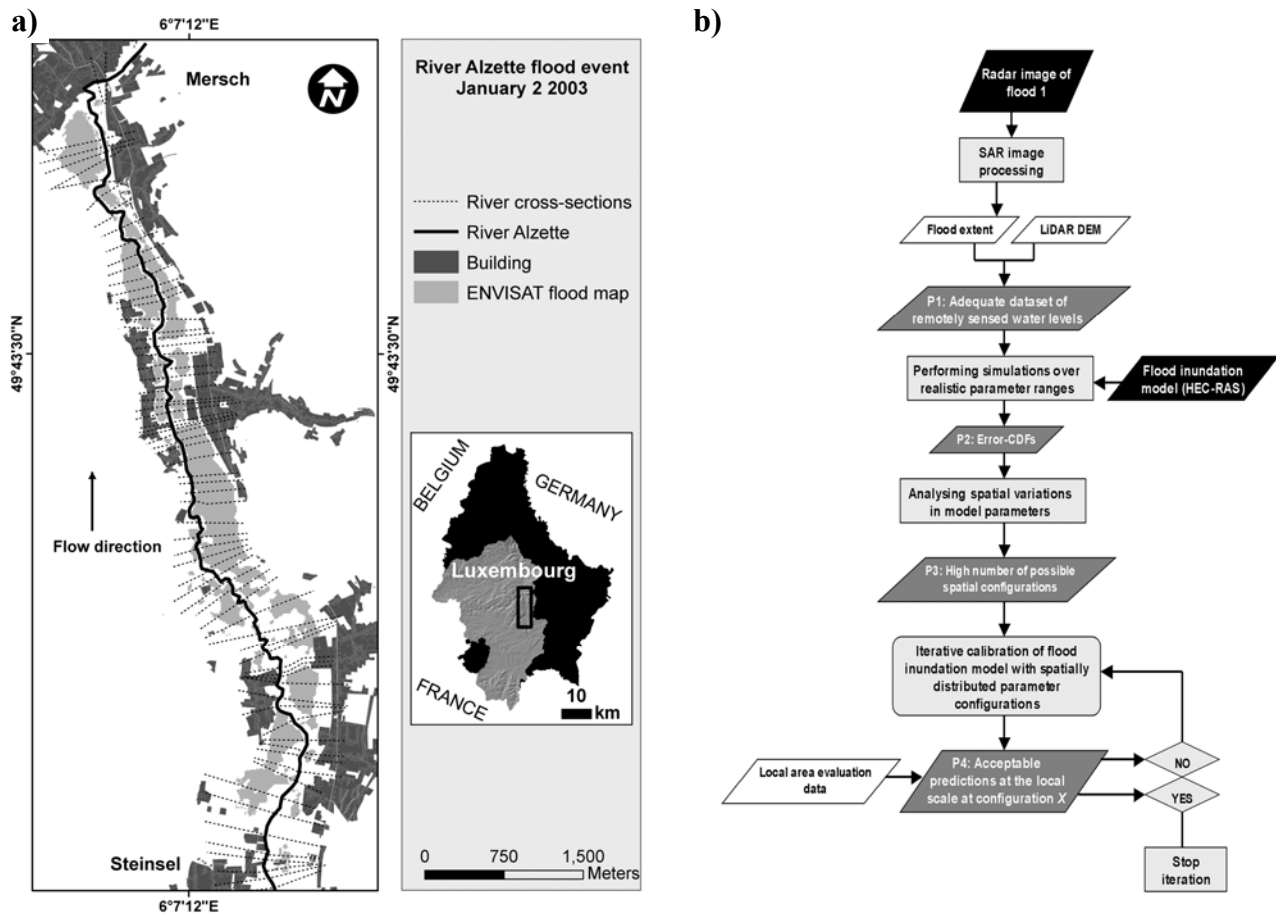 a)
6°7'12"E
Mersch
N
49°43'30"N
Flow direction
Steinsel
6°7'12"E
River Alzette flood event
January 2 2003
River cross-sections
River Alzette
Building
ENVISAT flood map
49°43'30"N
BELGIUM
GERMANY
Luxembourg
FRANCE
10
km
0 750 1,500
Meters
b)
Radar image of
flood 1
SAR image
processing
Flood extent
LiDAR DEM
P1: Adequate dataset of
remotely sensed water levels
Performing simulations over
realistic parameter ranges
Flood inundation
model (HEC-RAS)
P2: Error-CDFs
Analysing spatial variations
in model parameters
P3: High number of possible
spatial configurations
Iterative calibration of flood
inundation model with spatially
distributed parameter
configurations
Local area evaluation
data
P4: Acceptable
predictions at the local
scale at configuration X
NO
YES
Stop
iteration